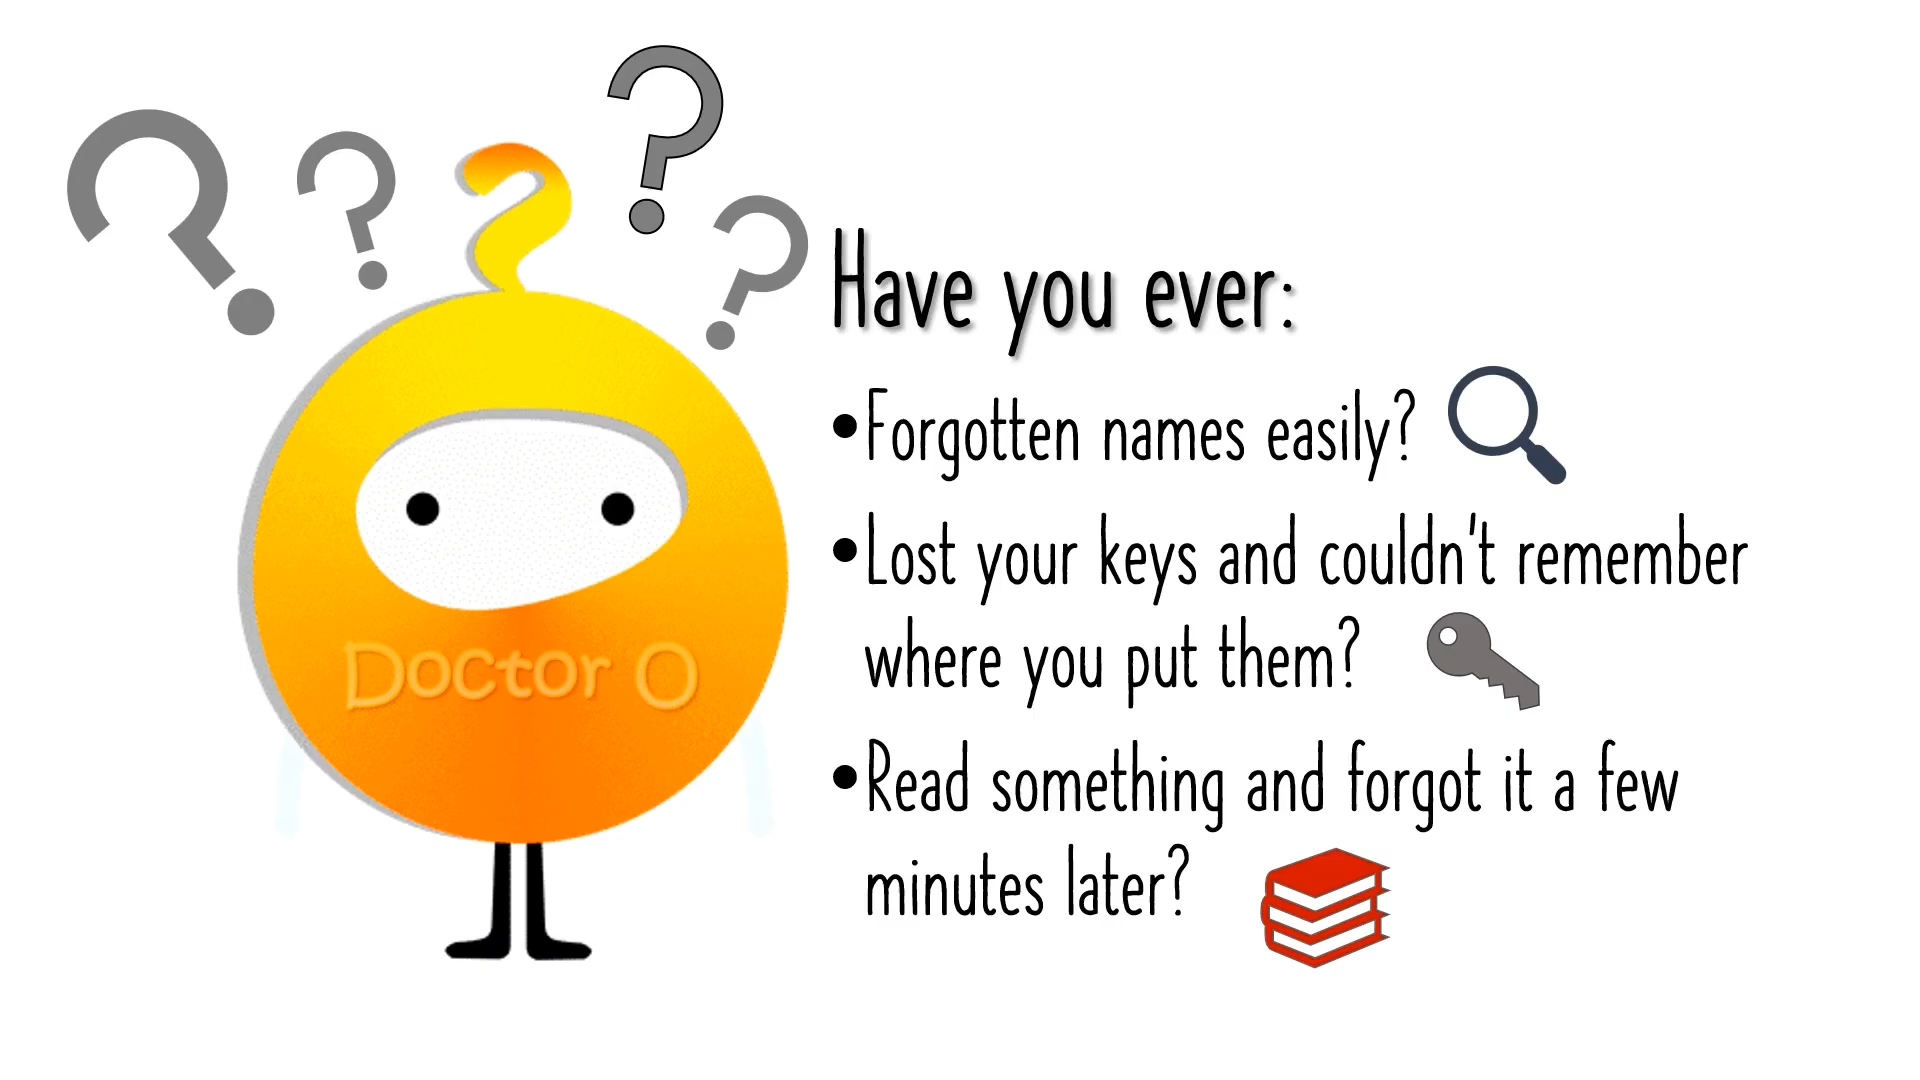 ? ? ? ?
Have you ever:
•Forgotten names easily?
•Lost your keys and couldn't remember
where you put them?
•Read something and forgot it a few
minutes later?
Doctor O